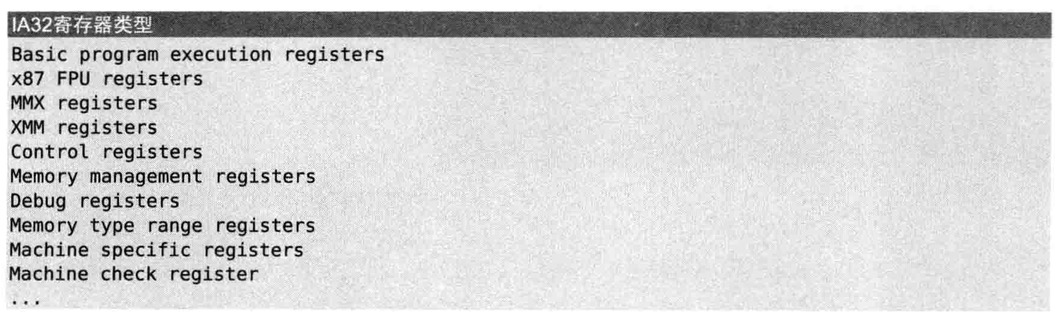 IA32寄存器类型
Basic program execution registers
x87 FPU registers
MMX registers
XMM registers
Control registers
Memory management registers
Debug registers
Memory type range registers
Machine specific registers
Machine check register
...